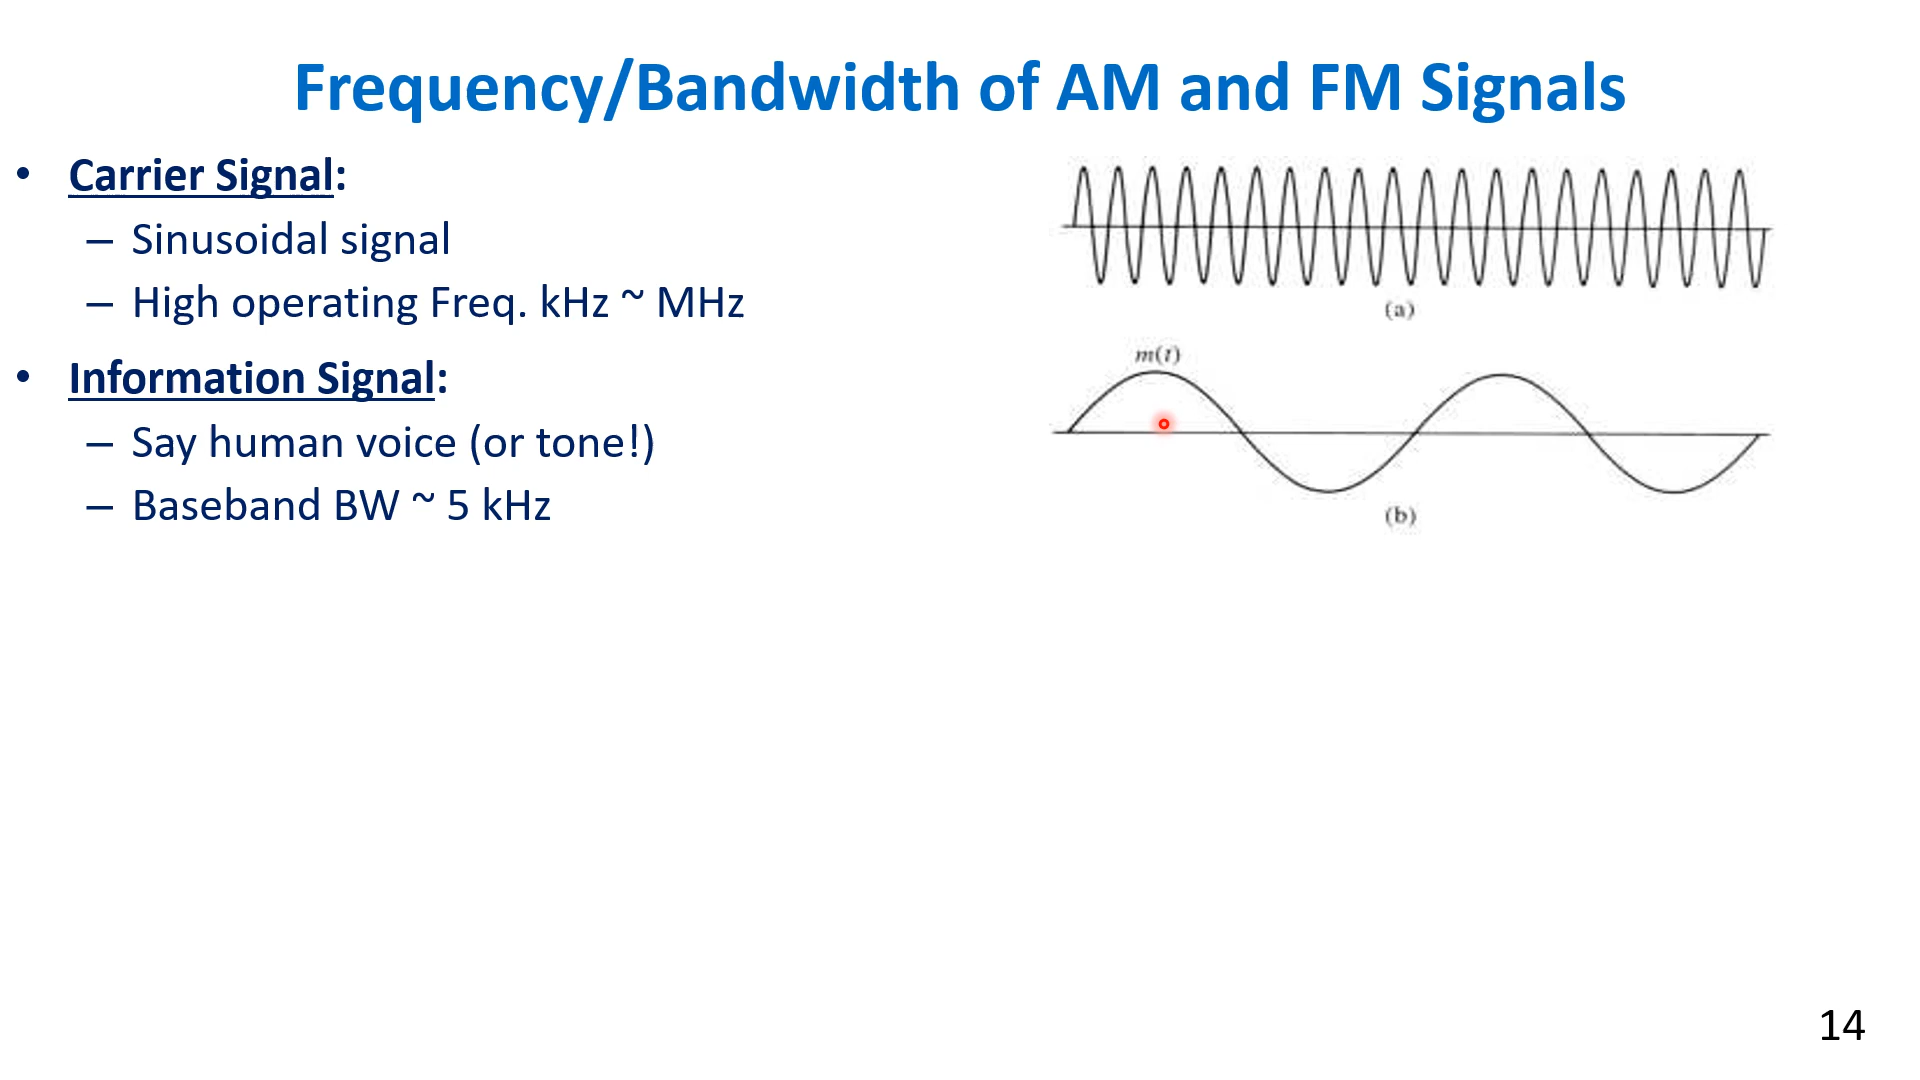 Frequency/Bandwidth of AM and FM Signals
• Carrier Signal:
– Sinusoidal signal
– High operating Freq. kHz ~ MHz
• Information Signal:
– Say human voice (or tone!)
– Baseband BW ~ 5 kHz
(a)
m(t)
(b)
14